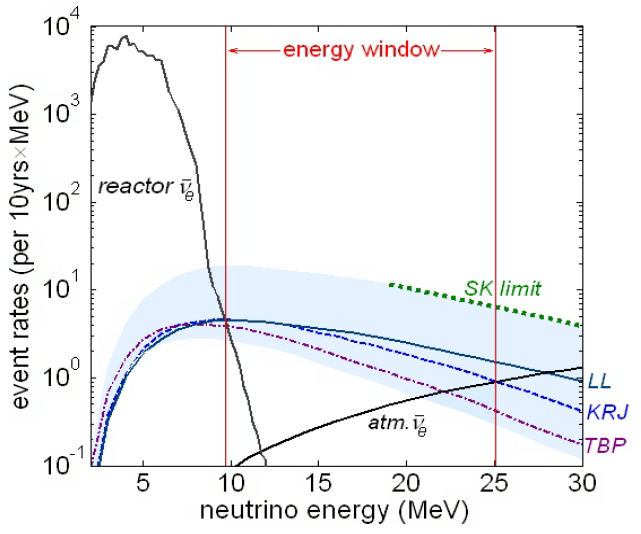 10^4
10^3
10^2
10^1
10^0
10^-1
event rates (per 10yrs×MeV)
energy window
reactor ν̄e
SK limit
LL
KRJ
TBP
atm. ν̄e
5 10 15 20 25 30
neutrino energy (MeV)